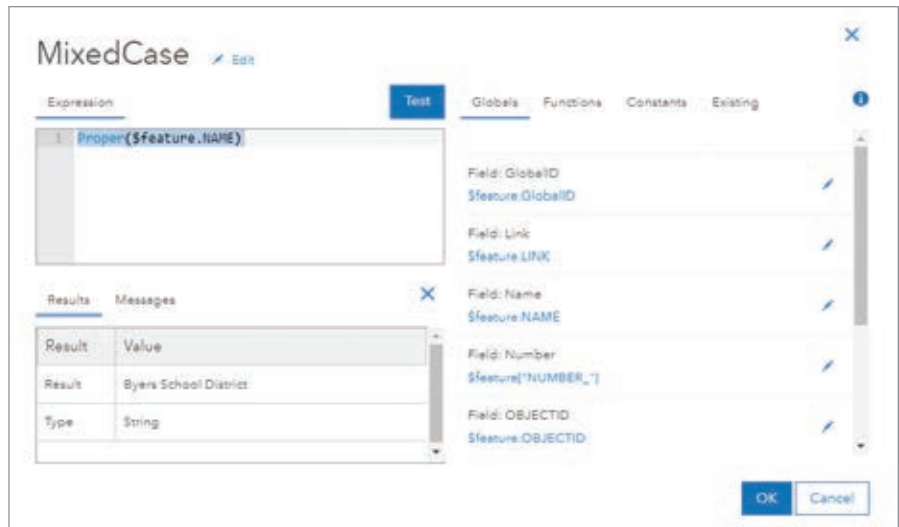 MixedCase Edit
Expression Test
1 Proper($feature.NAME)
Results Messages
Result Value
Result Byers School District
Type String
Globals Functions Constants Existing
Field: GlobalID
$feature.GlobalID
Field: Link
$feature.LINK
Field: Name
$feature.NAME
Field: Number
$feature["NUMBER_"]
Field: OBJECTID
$feature.OBJECTID
OK Cancel